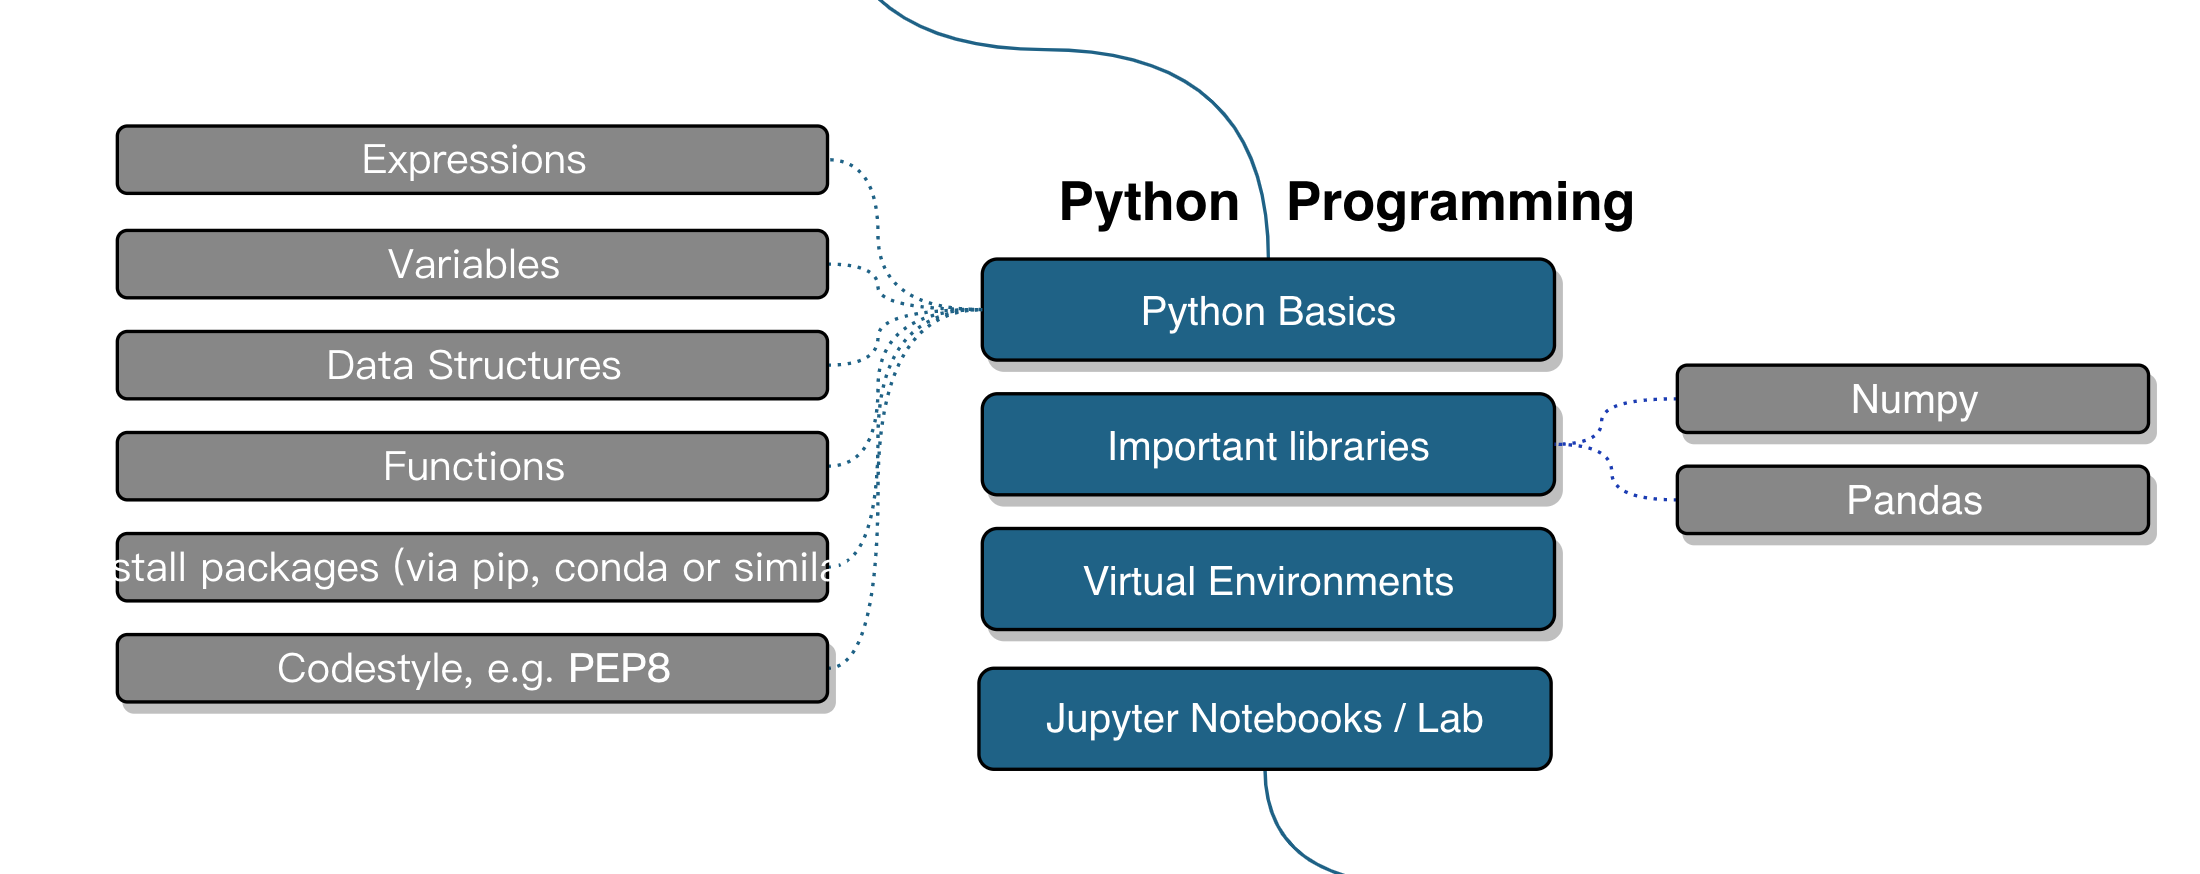 Python Programming
Expressions
Variables
Data Structures
Functions
stall packages (via pip, conda or simila
Codestyle, e.g. PEP8
Python Basics
Important libraries
Virtual Environments
Jupyter Notebooks / Lab
Numpy
Pandas